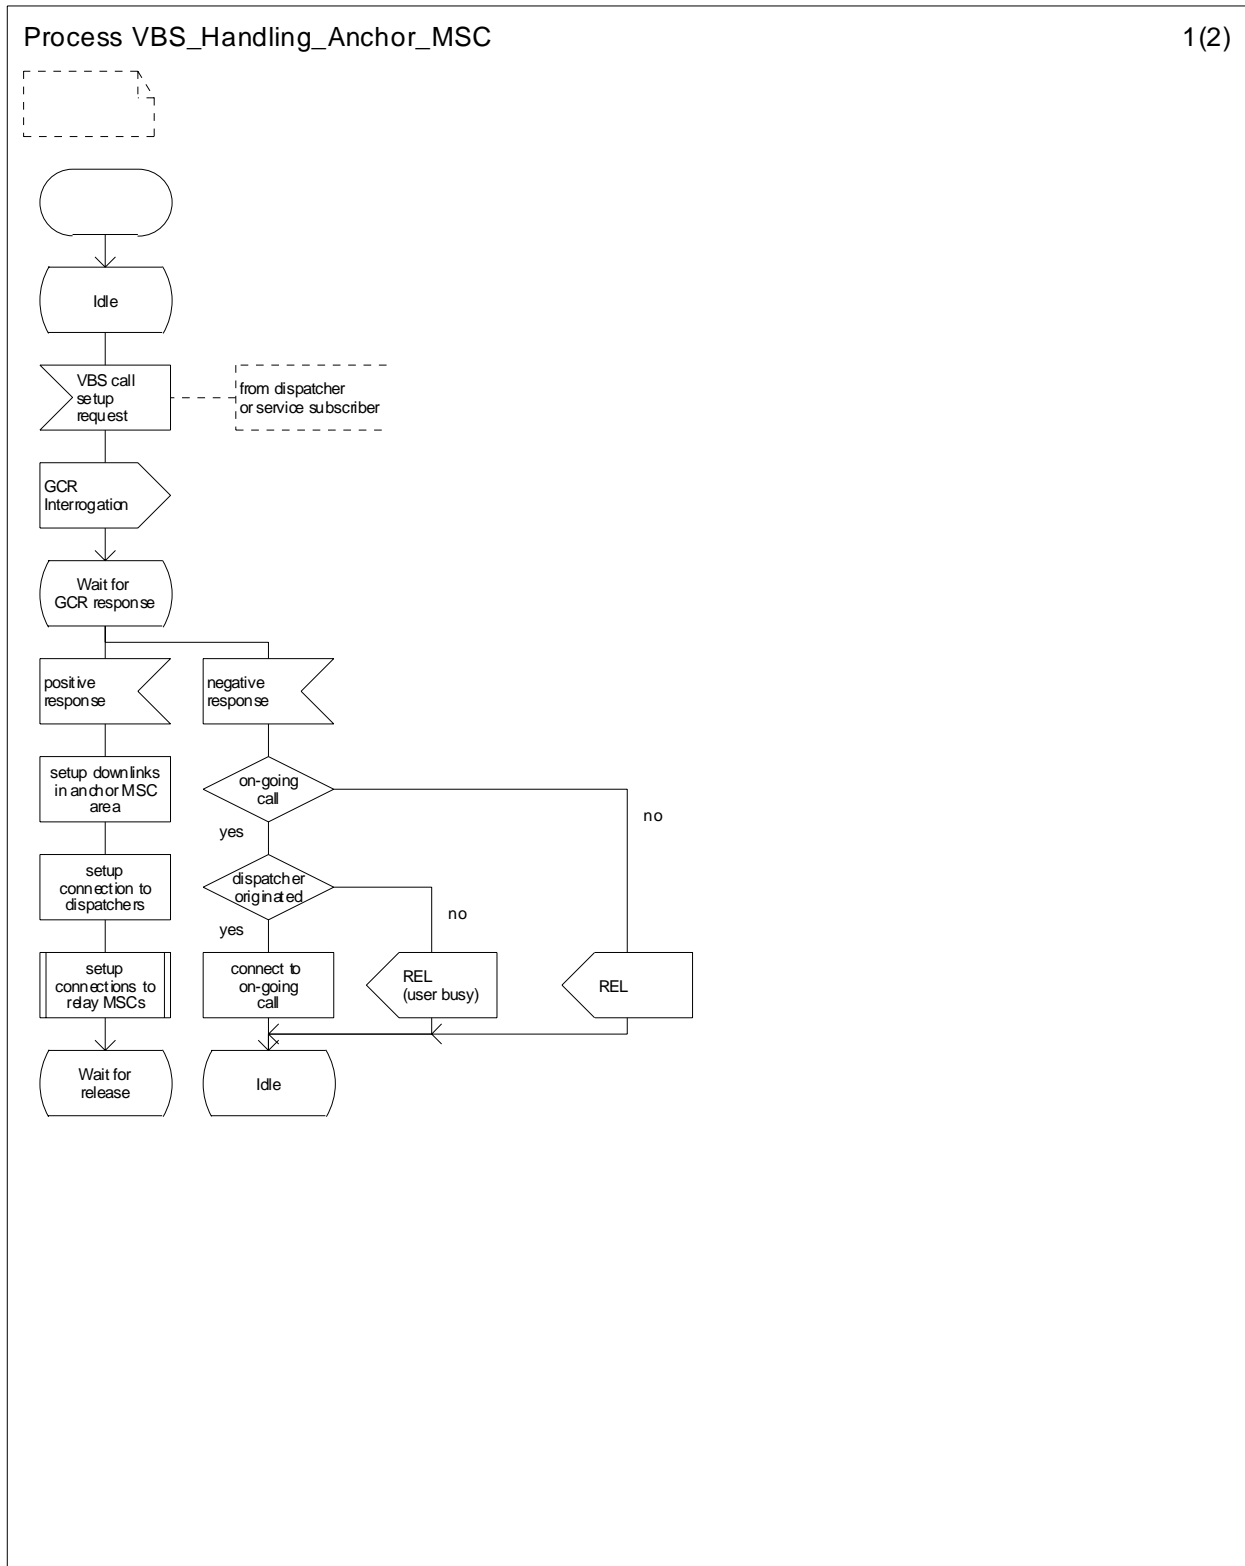 Process VBS_Handling_Anchor_MSC
1(2)
Idle
VBS call
setup
request
from dispatcher
or service subscriber
GCR
Interrogation
Wait for
GCR response
positive
response
negative
response
setup downlinks
in anchor MSC
area
on-going
call
no
yes
setup
connection to
dispatchers
dispatcher
originated
no
yes
setup
connections to
relay MSCs
connect to
on-going
call
REL
(user busy)
REL
Wait for
release
Idle